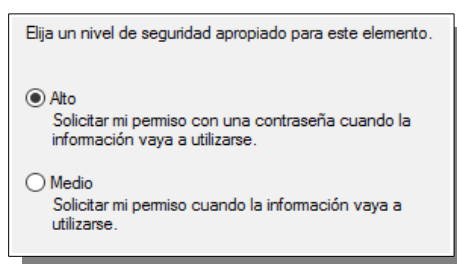 Elija un nivel de seguridad apropiado para este elemento.
Alto
Solicitar mi permiso con una contraseña cuando la
información vaya a utilizarse.
Medio
Solicitar mi permiso cuando la información vaya a
utilizarse.